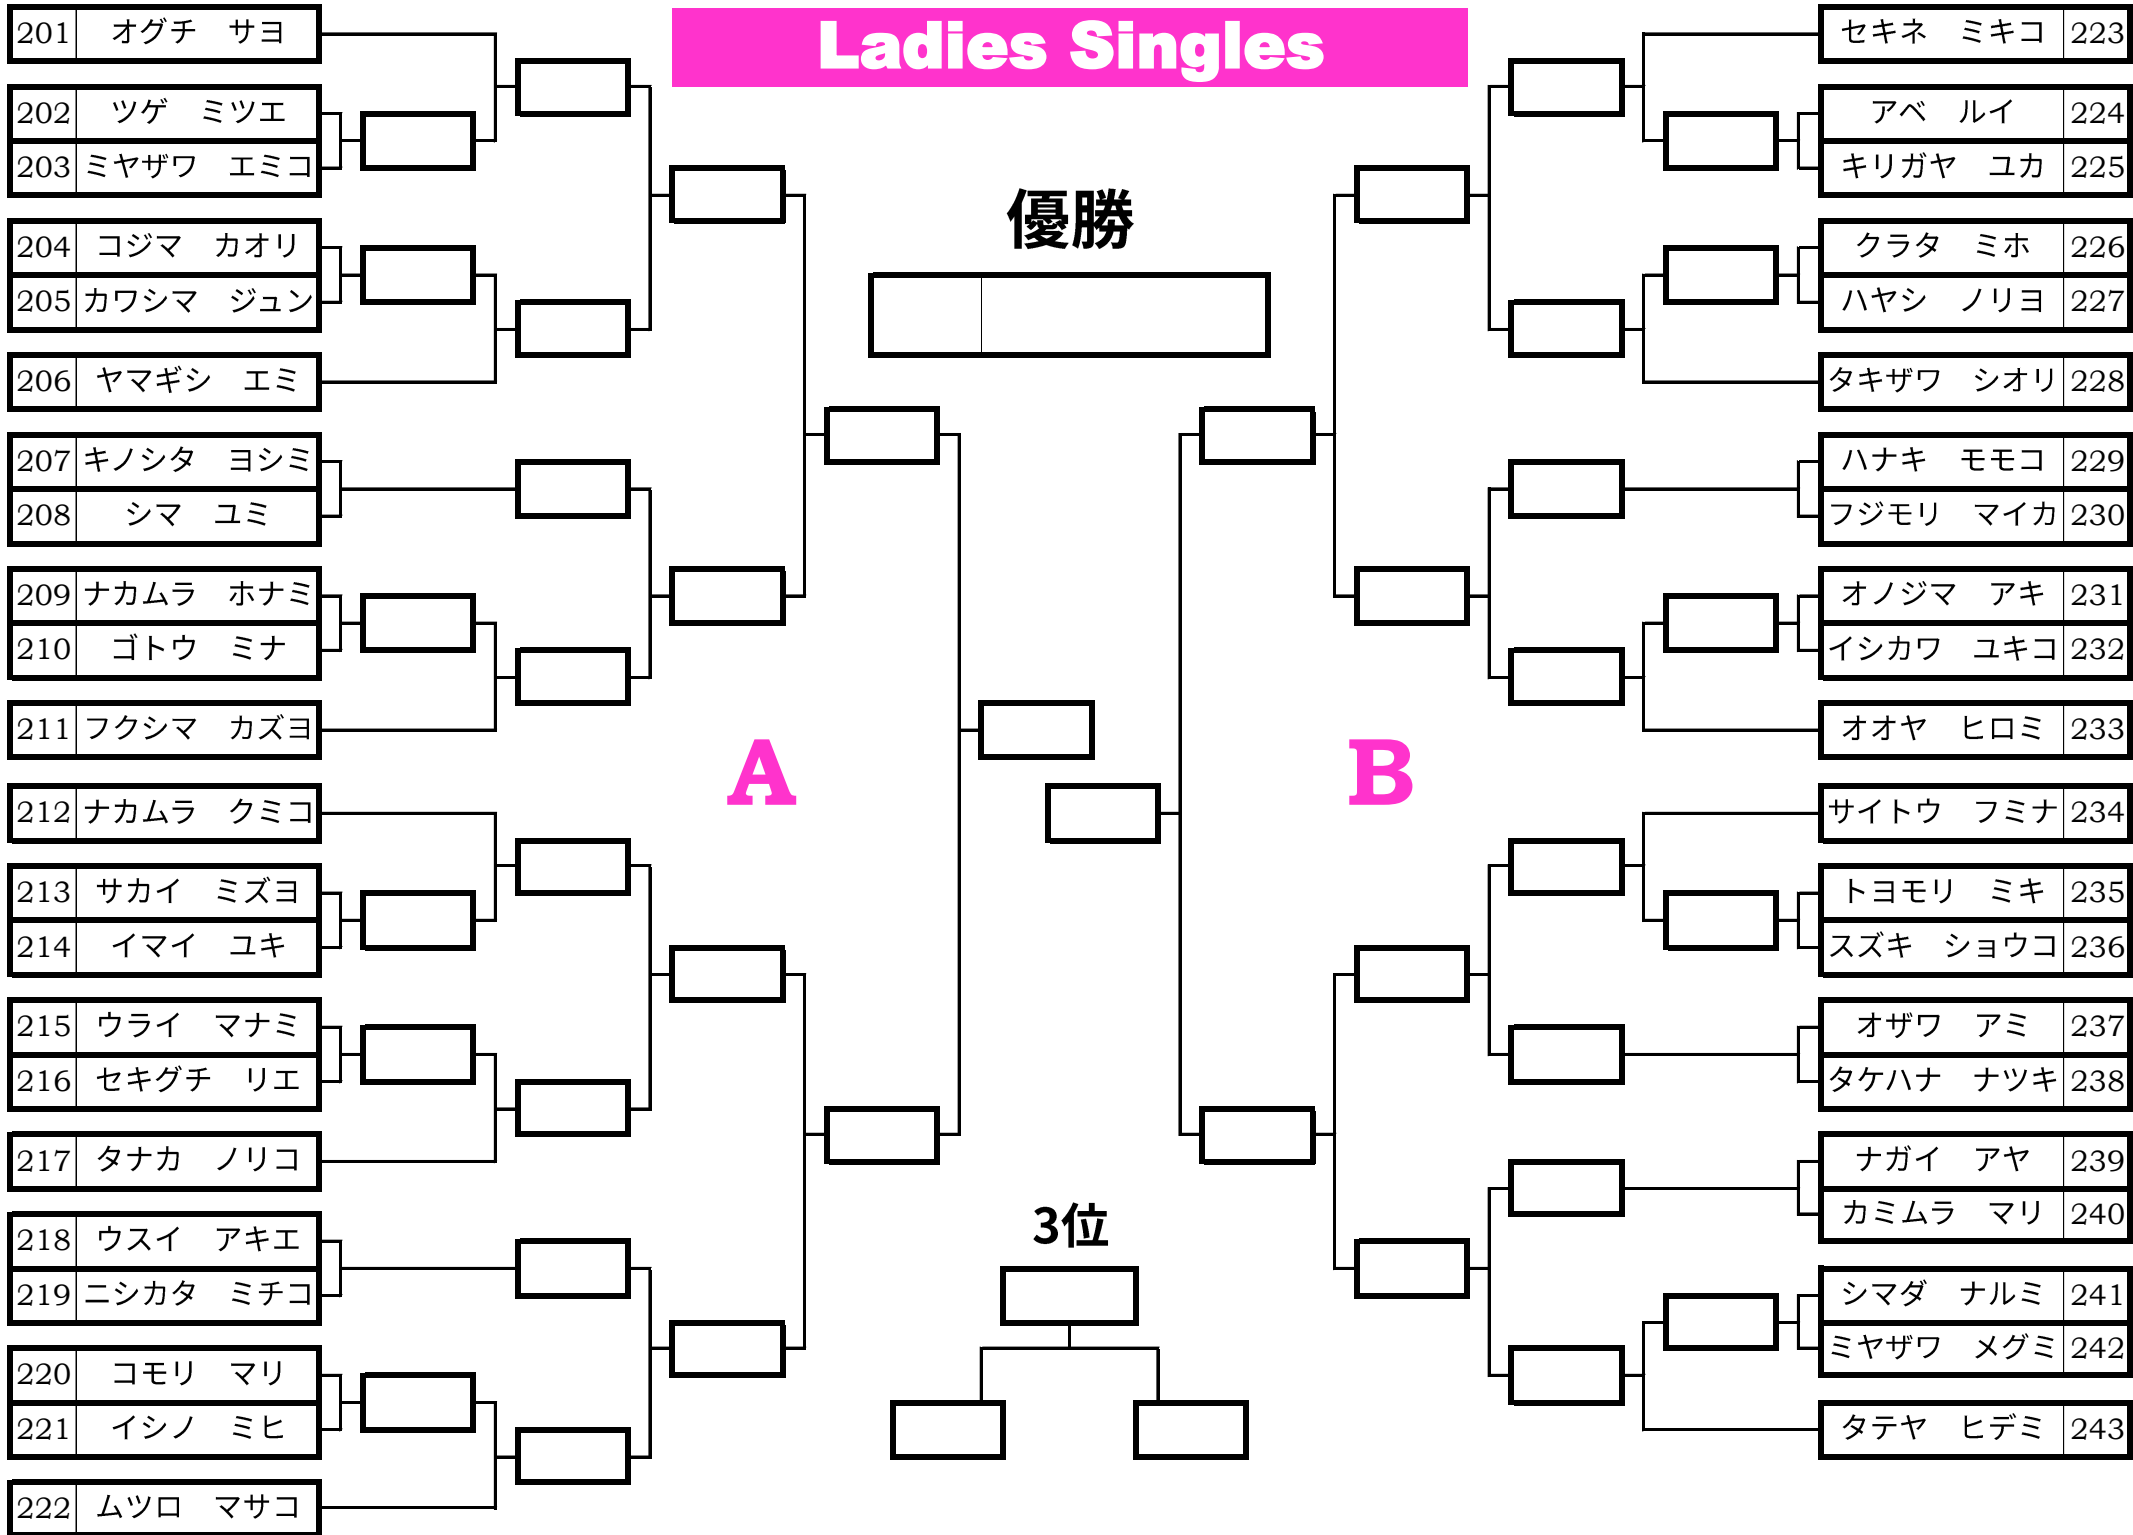 Ladies Singles
201 オグチ サヨ
202 ツゲ ミツエ
203 ミヤザワ エミコ
204 コジマ カオリ
205 カワシマ ジュン
206 ヤマギシ エミ
207 キノシタ ヨシミ
208 シマ ユミ
209 ナカムラ ホナミ
210 ゴトウ ミナ
211 フクシマ カズヨ
212 ナカムラ クミコ
213 サカイ ミズヨ
214 イマイ ユキ
215 ウライ マナミ
216 セキグチ リエ
217 タナカ ノリコ
218 ウスイ アキエ
219 ニシカタ ミチコ
220 コモリ マリ
221 イシノ ミヒ
222 ムツロ マサコ
優勝
A
B
3位
セキネ ミキコ 223
アベ ルイ 224
キリガヤ ユカ 225
クラタ ミホ 226
ハヤシ ノリヨ 227
タキザワ シオリ 228
ハナキ モモコ 229
フジモリ マイカ 230
オノジマ アキ 231
イシカワ ユキコ 232
オオヤ ヒロミ 233
サイトウ フミナ 234
トヨモリ ミキ 235
スズキ ショウコ 236
オザワ アミ 237
タケハナ ナツキ 238
ナガイ アヤ 239
カミムラ マリ 240
シマダ ナルミ 241
ミヤザワ メグミ 242
タテヤ ヒデミ 243